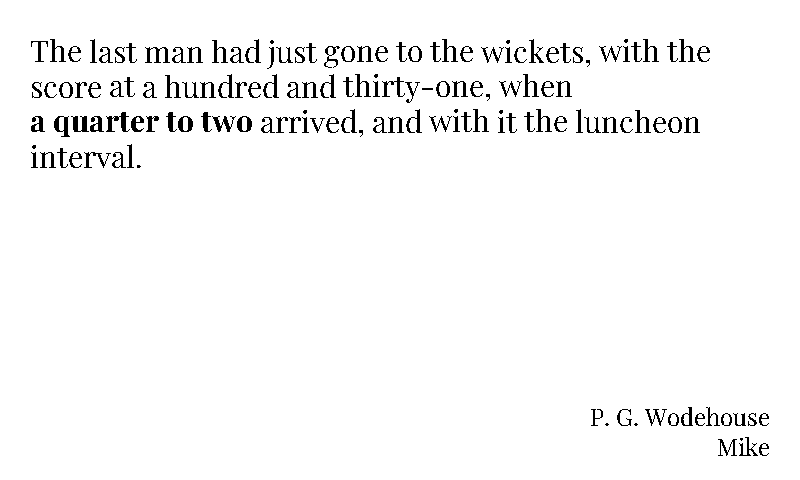 The last man had just gone to the wickets, with the
score at a hundred and thirty-one, when
a quarter to two arrived, and with it the luncheon
interval.
P. G. Wodehouse
Mike